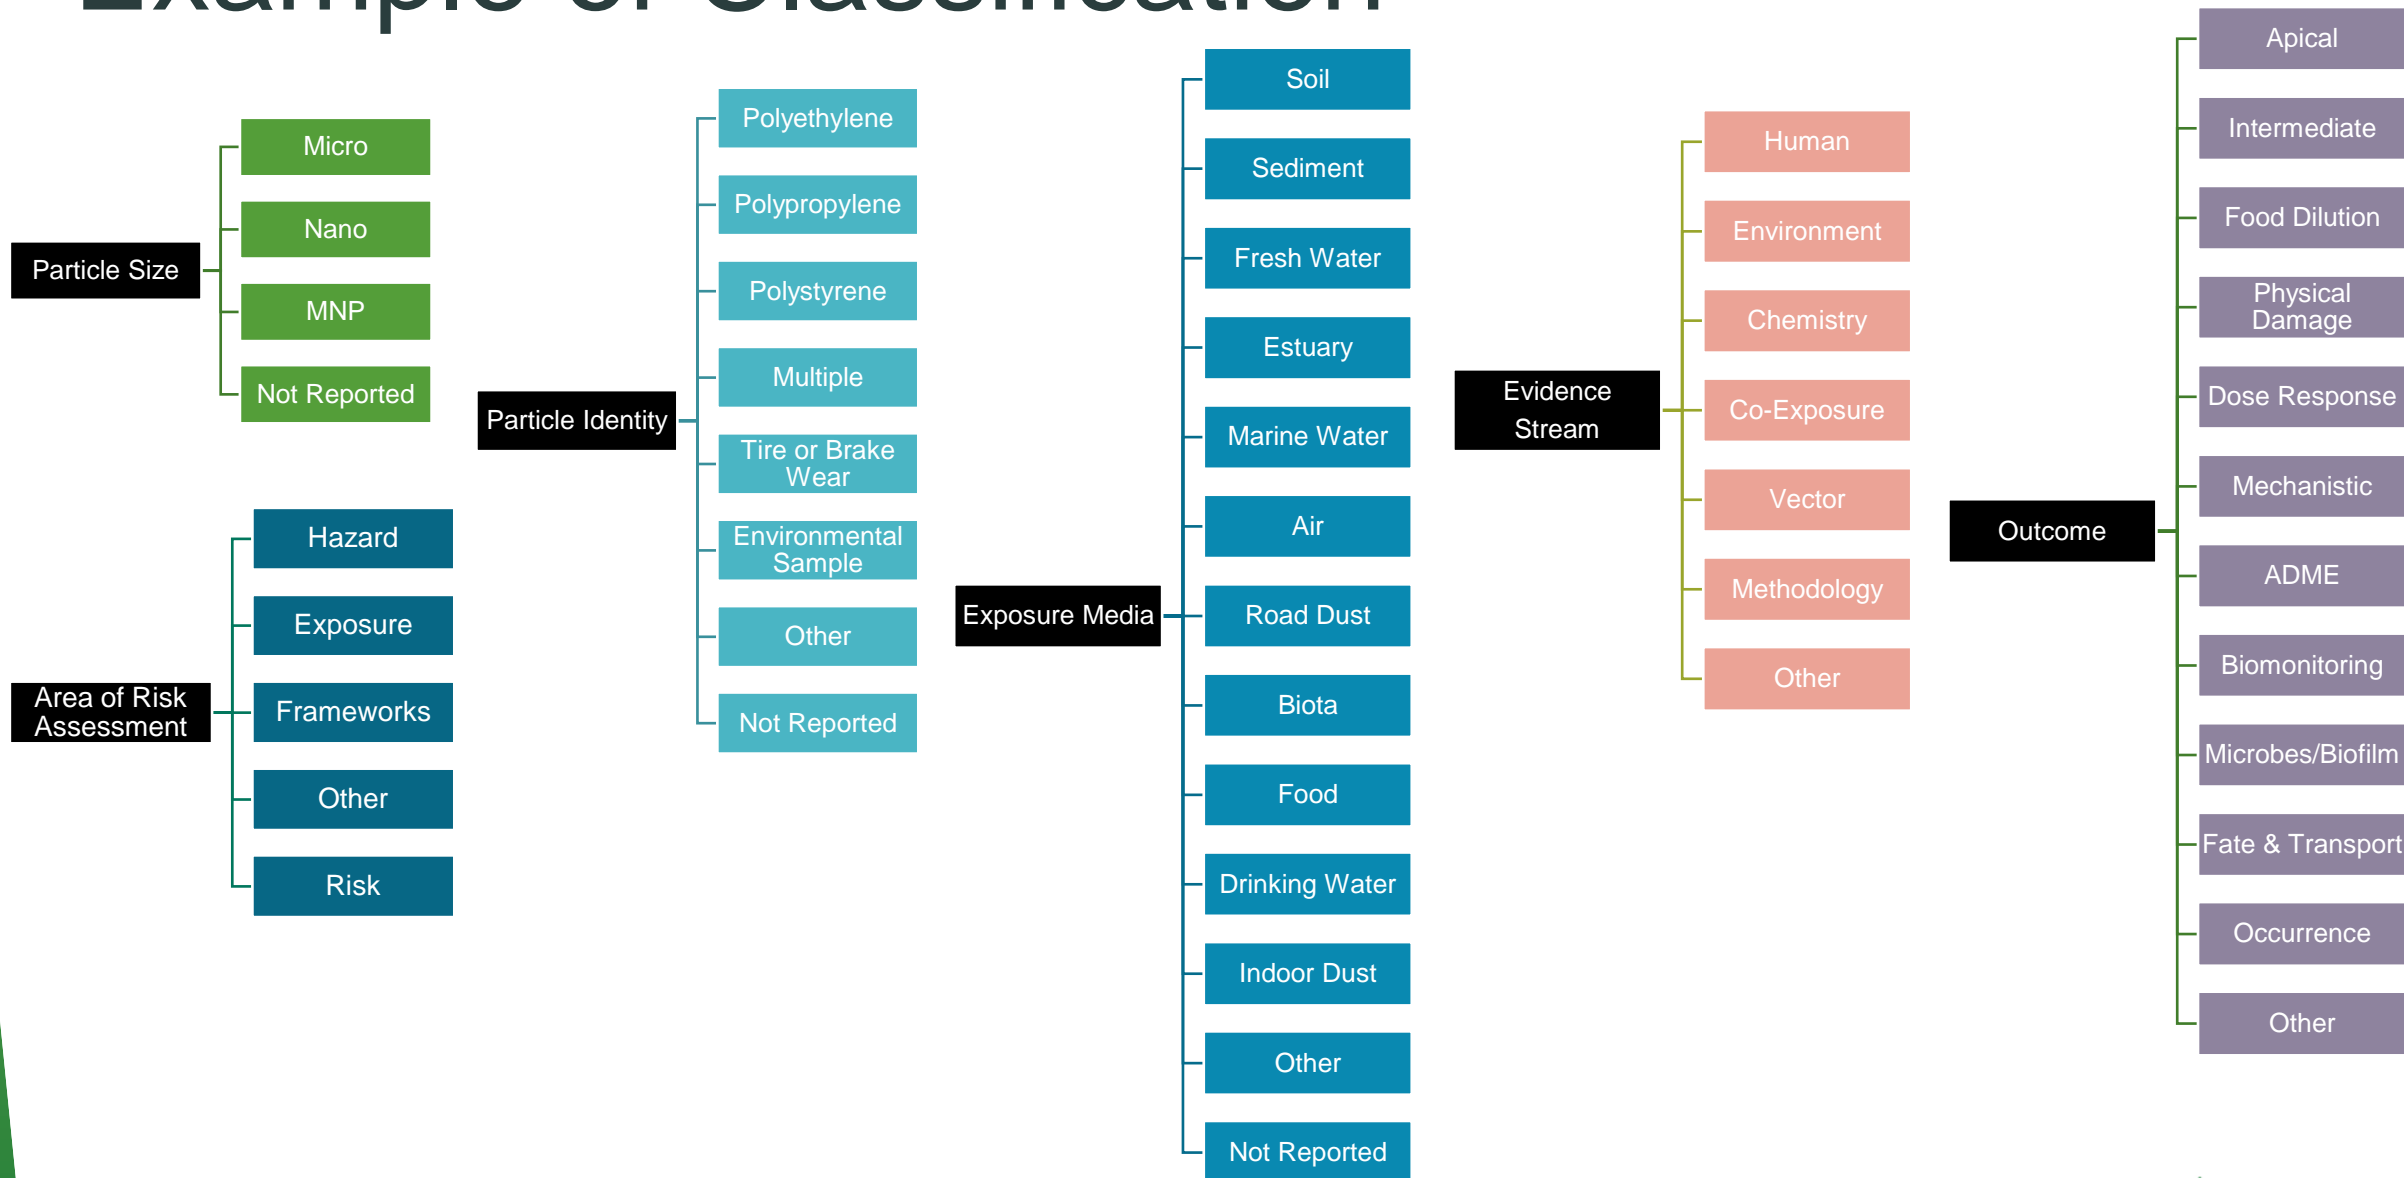 Example of Classification
Particle Size
Micro
Nano
MNP
Not Reported
Area of Risk
Assessment
Hazard
Exposure
Frameworks
Other
Risk
Particle Identity
Polyethylene
Polypropylene
Polystyrene
Multiple
Tire or Brake
Wear
Environmental
Sample
Other
Not Reported
Exposure Media
Soil
Sediment
Fresh Water
Estuary
Marine Water
Air
Road Dust
Biota
Food
Drinking Water
Indoor Dust
Other
Not Reported
Evidence
Stream
Human
Environment
Chemistry
Co-Exposure
Vector
Methodology
Other
Outcome
Apical
Intermediate
Food Dilution
Physical
Damage
Dose Response
Mechanistic
ADME
Biomonitoring
Microbes/Biofilm
Fate & Transport
Occurrence
Other